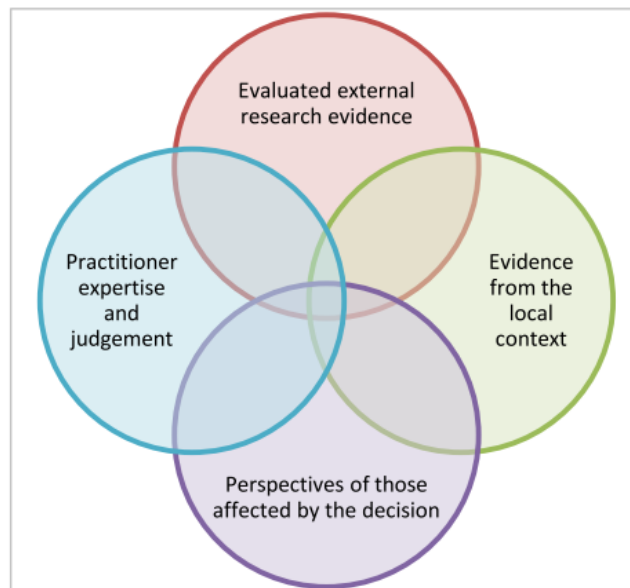 Evaluated external
research evidence
Practitioner
expertise
and
judgement
Evidence
from the
local
context
Perspectives of those
affected by the decision